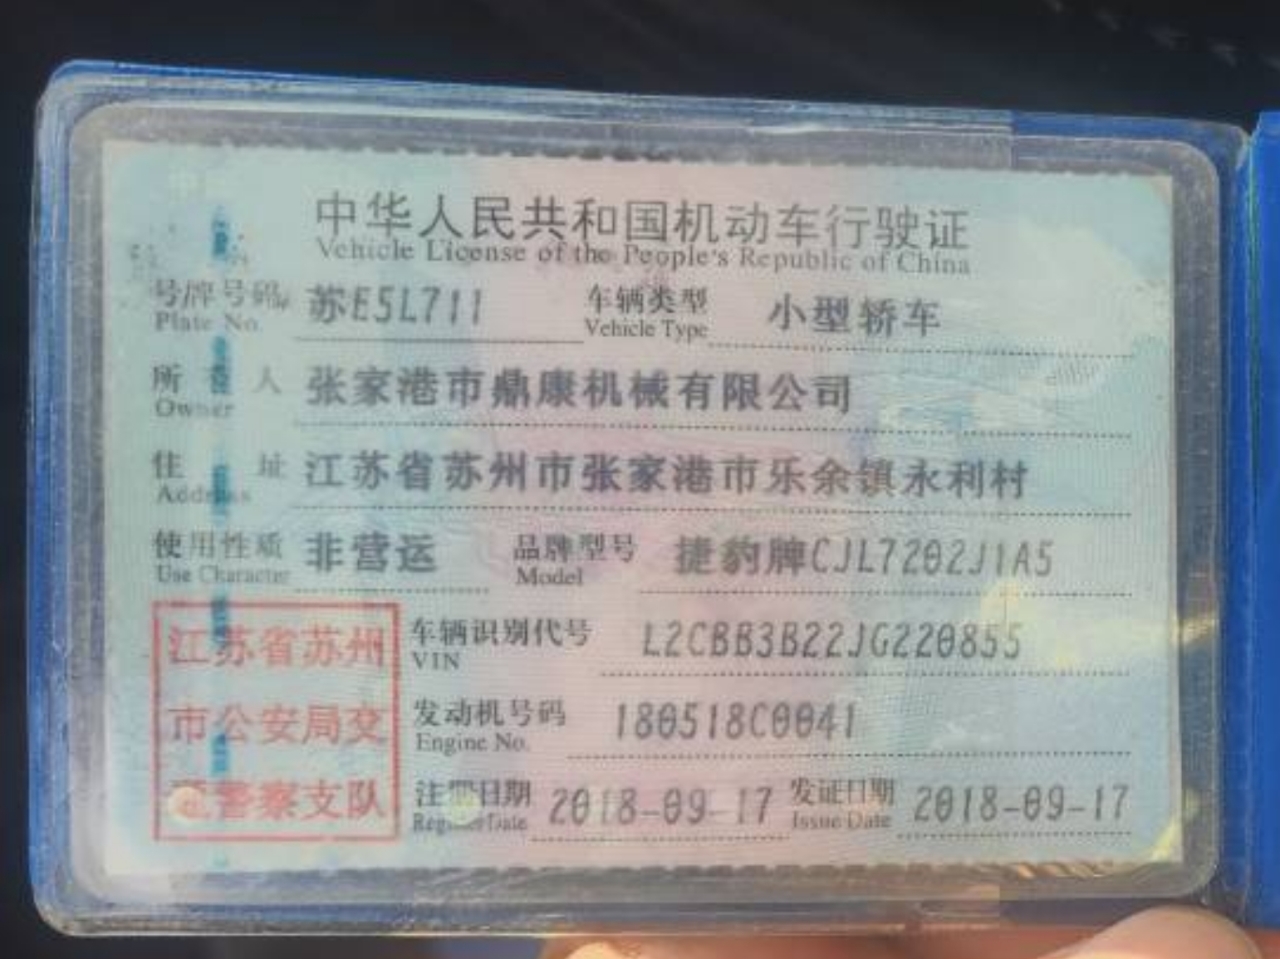 中华人民共和国机动车行驶证
Vehicle License of the People's Republic of China
号牌号码 苏E5L711 车辆类型 小型轿车
Plate No. Vehicle Type
所有人 张家港市鼎康机械有限公司
Owner
住址 江苏省苏州市张家港市乐余镇永利村
Address
使用性质 非营运 品牌型号 捷豹牌CJL7202J1A5
Use Character Model
江苏省苏州
市公安局交
通警察支队
车辆识别代号 L2CBB3B22JG220855
VIN
发动机号码 180518C0041
Engine No.
注册日期 2018-09-17 发证日期 2018-09-17
Register Date Issue Date